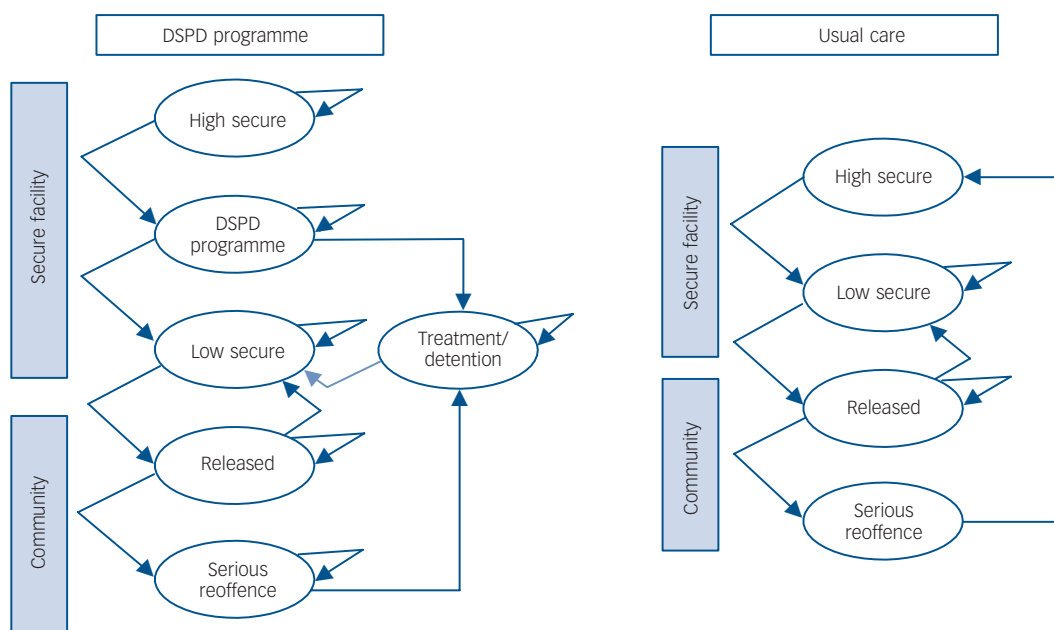 DSPD programme
Secure facility
High secure
DSPD
programme
Low secure
Treatment/
detention
Community
Released
Serious
reoffence
Usual care
Secure facility
High secure
Low secure
Community
Released
Serious
reoffence